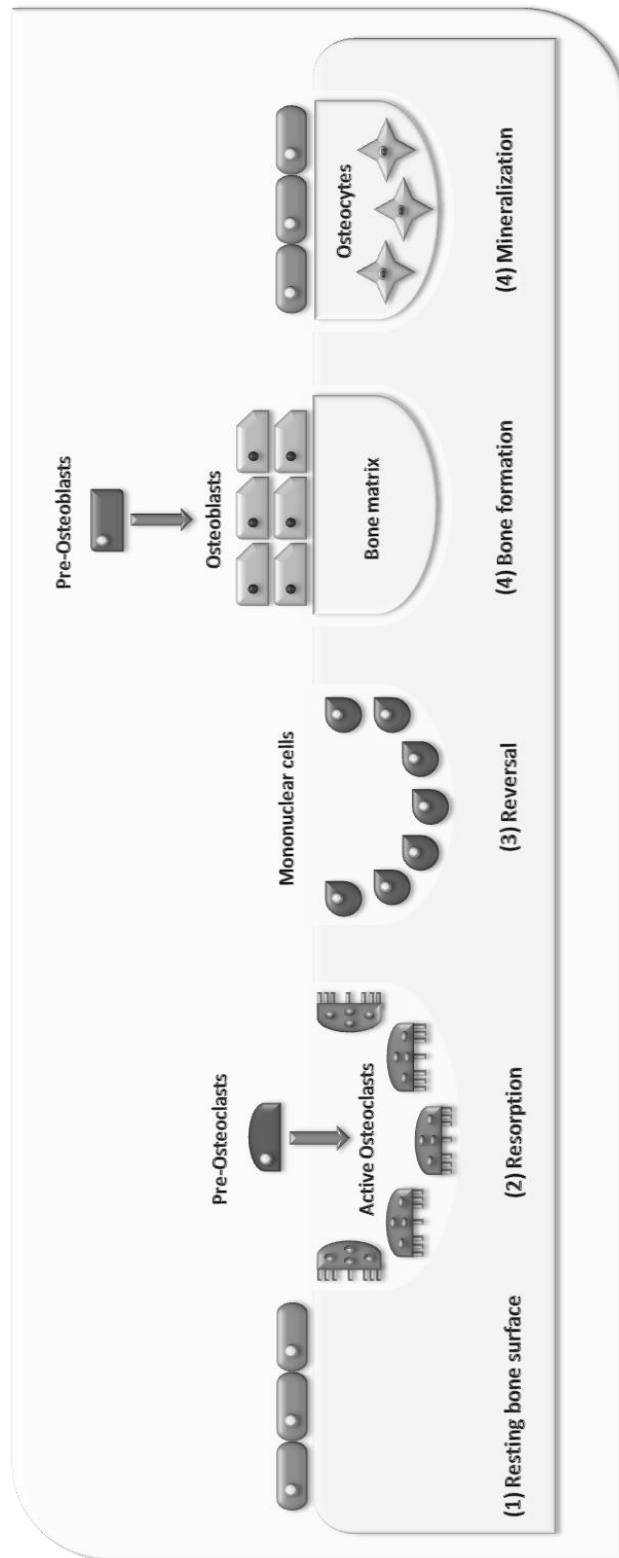 Pre-Osteoclasts
Pre-Osteoblasts
Active Osteoclasts
Mononuclear cells
Osteoblasts
Bone matrix
Osteocytes
(1) Resting bone surface
(2) Resorption
(3) Reversal
(4) Bone formation
(4) Mineralization